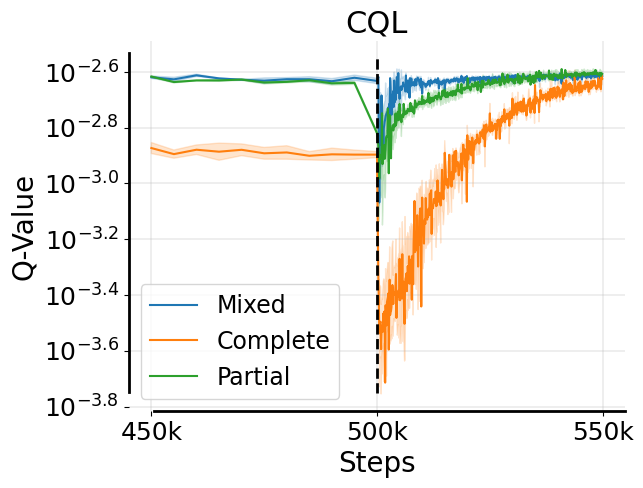 CQL
10^{-2.6}
10^{-2.8}
10^{-3.0}
10^{-3.2}
10^{-3.4}
10^{-3.6}
10^{-3.8}
Q-Value
Mixed
Complete
Partial
450k 500k 550k
Steps